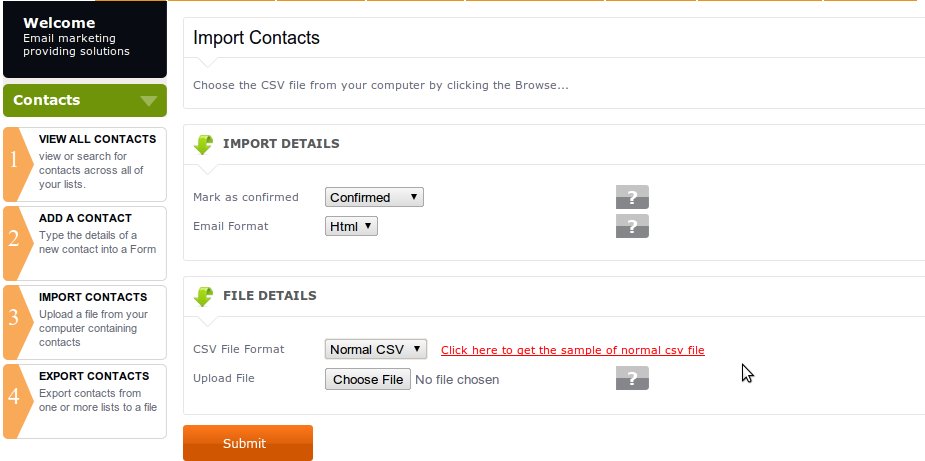 Welcome
Email marketing
providing solutions
Contacts
1
VIEW ALL CONTACTS
view or search for
contacts across all of
your lists.
2
ADD A CONTACT
Type the details of a
new contact into a Form
3
IMPORT CONTACTS
Upload a file from your
computer containing
contacts
4
EXPORT CONTACTS
Export contacts from
one or more lists to a file
Import Contacts
Choose the CSV file from your computer by clicking the Browse...
IMPORT DETAILS
Mark as confirmed Confirmed ?
Email Format Html ?
FILE DETAILS
CSV File Format Normal CSV Click here to get the sample of normal csv file
Upload File Choose File No file chosen ?
Submit